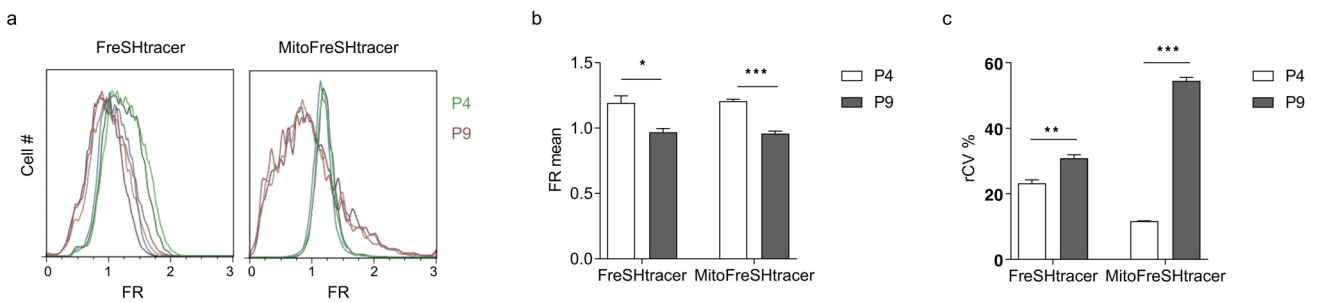 a
FreSHtracer
MitoFreSHtracer
P4
P9
Cell #
0 1 2 3
0 1 2 3
FR
FR
b
1.5
1.0
0.5
0.0
FR mean
*
***
P4
P9
FreSHtracer
MitoFreSHtracer
c
60
40
20
0
rCV %
**
***
P4
P9
FreSHtracer
MitoFreSHtracer